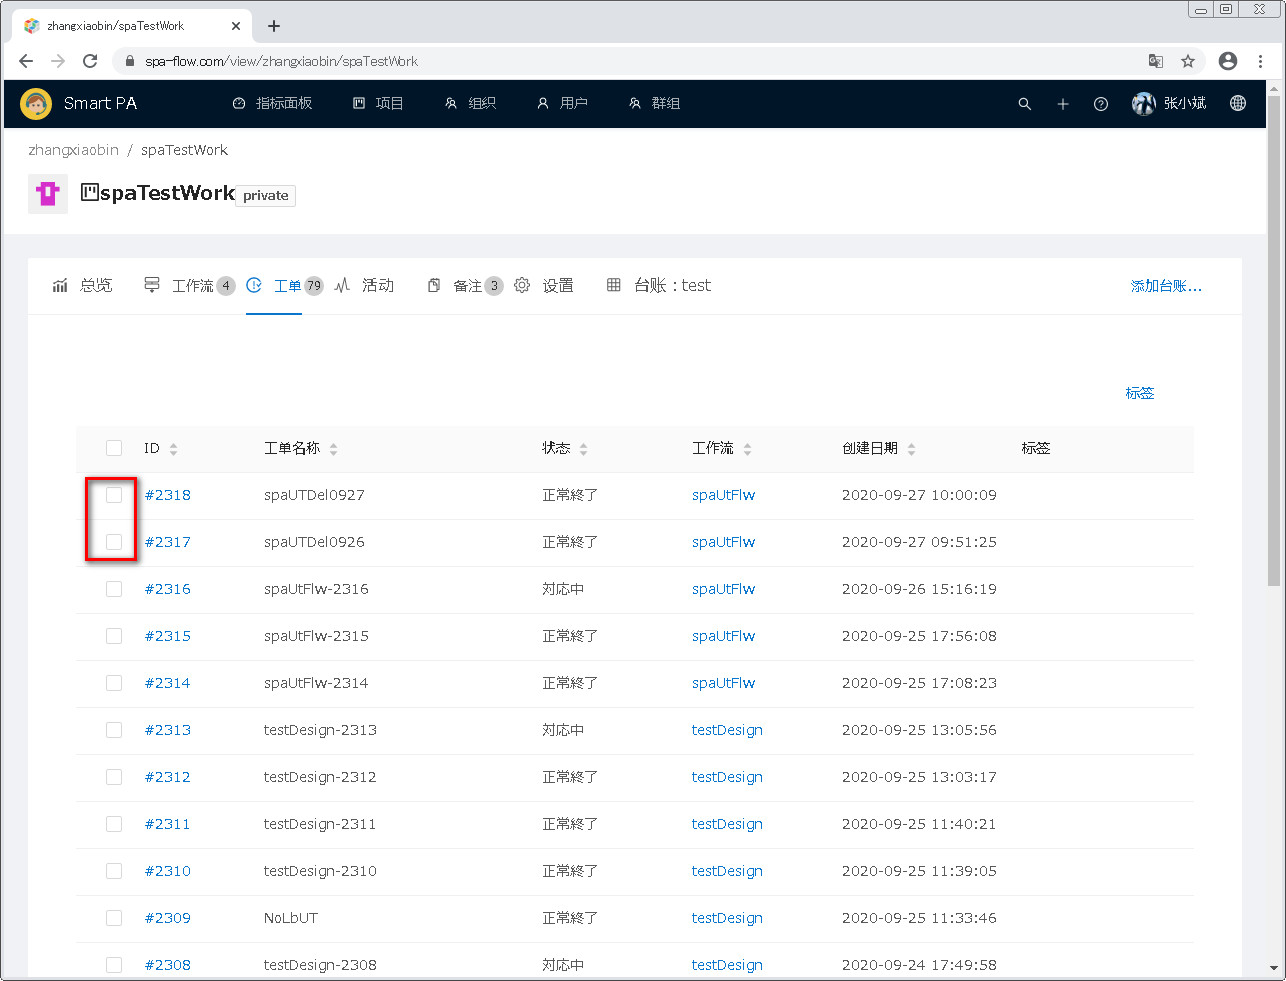 zhangxiaobin/spaTestWork
spa-flow.com/view/zhangxiaobin/spaTestWork
Smart PA 指标面板 项目 组织 用户 群组 张小斌
zhangxiaobin / spaTestWork
spaTestWork private
总览 工作流 4 工单 79 活动 备注 3 设置 台账：test 添加台账...
标签
ID 工单名称 状态 工作流 创建日期 标签
#2318 spaUTDel0927 正常終了 spaUtFlw 2020-09-27 10:00:09
#2317 spaUTDel0926 正常終了 spaUtFlw 2020-09-27 09:51:25
#2316 spaUtFlw-2316 対応中 spaUtFlw 2020-09-26 15:16:19
#2315 spaUtFlw-2315 正常終了 spaUtFlw 2020-09-25 17:56:08
#2314 spaUtFlw-2314 正常終了 spaUtFlw 2020-09-25 17:08:23
#2313 testDesign-2313 対応中 testDesign 2020-09-25 13:05:56
#2312 testDesign-2312 正常終了 testDesign 2020-09-25 13:03:17
#2311 testDesign-2311 正常終了 testDesign 2020-09-25 11:40:21
#2310 testDesign-2310 正常終了 testDesign 2020-09-25 11:39:05
#2309 NoLbUT 正常終了 testDesign 2020-09-25 11:33:46
#2308 testDesign-2308 対応中 testDesign 2020-09-24 17:49:58